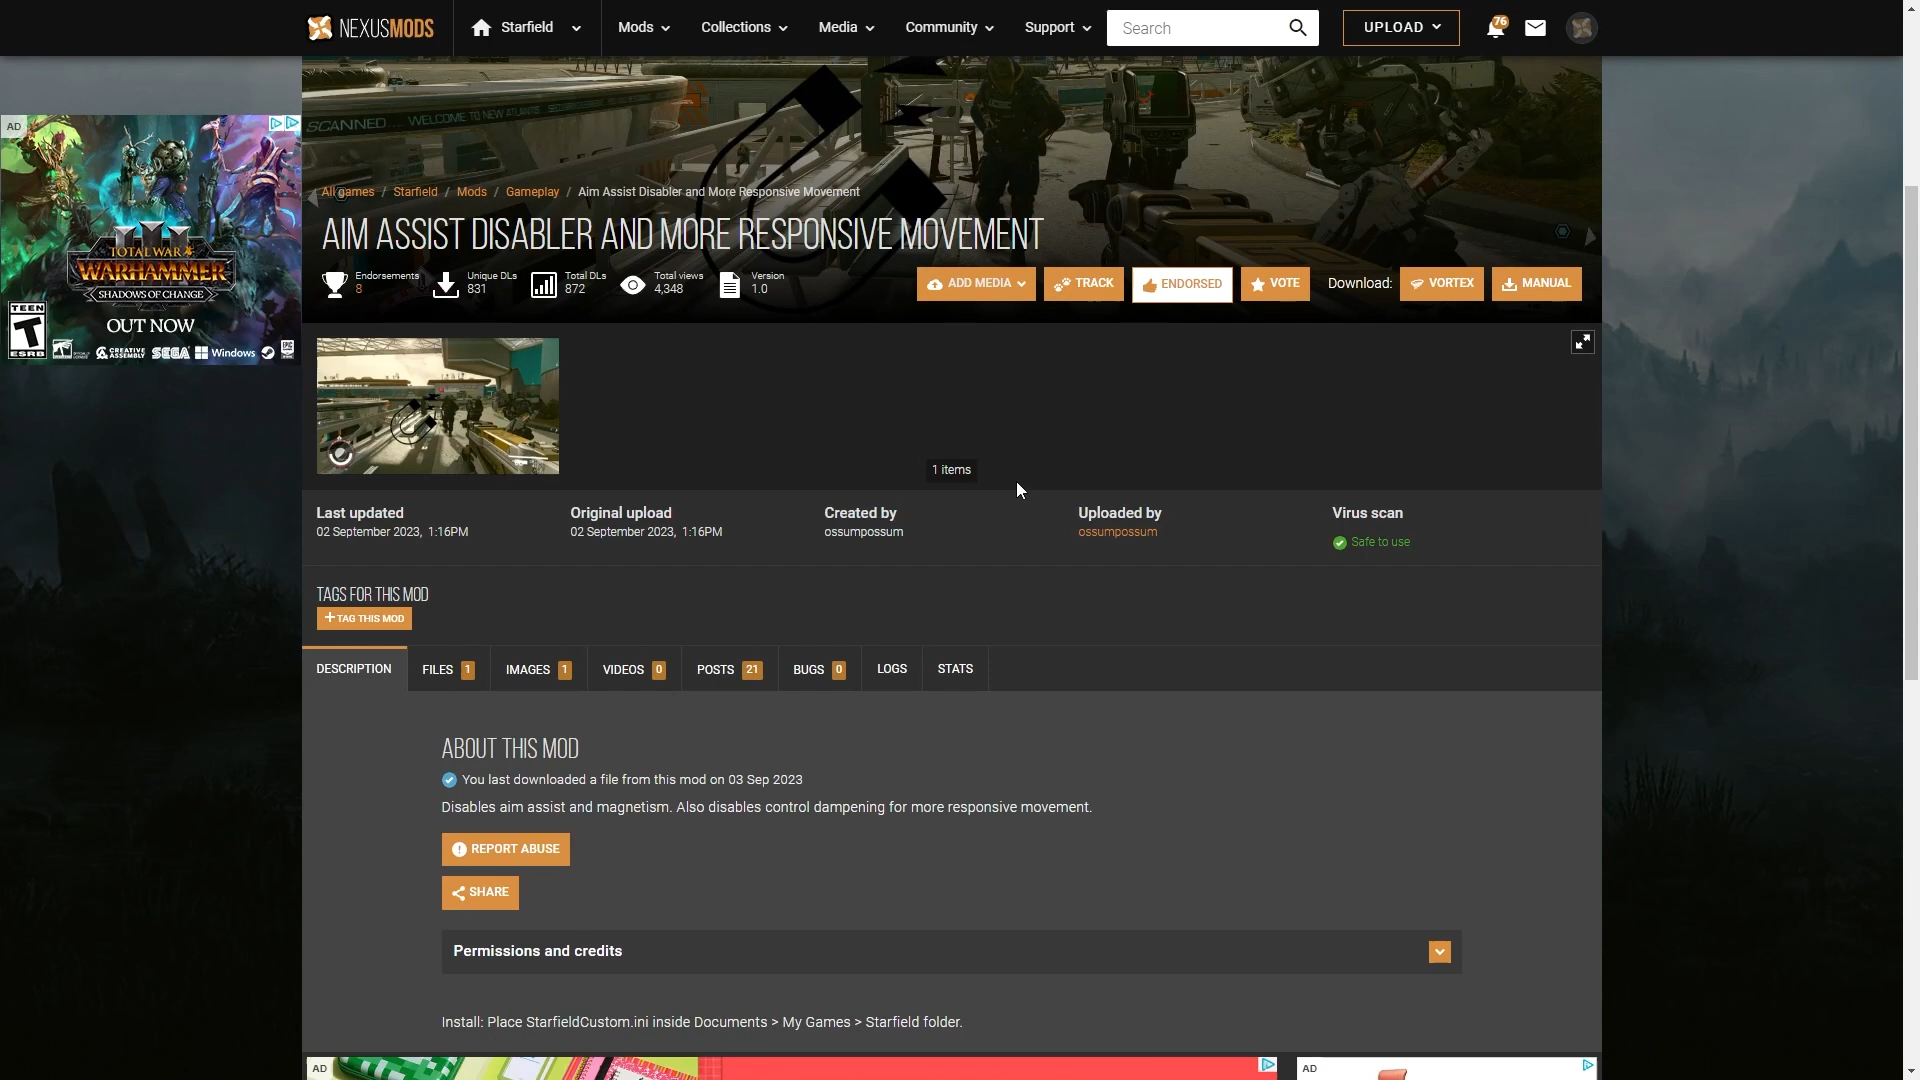 NEXUSMODS
Starfield
Mods
Collections
Media
Community
Support
Search
UPLOAD
76
SCANNED
WELCOME TO NEW ATLANTIS
AD
TOTAL WAR
WARHAMMER
III
SHADOWS OF CHANGE
OUT NOW
TEEN
T
ESRB
CREATIVE ASSEMBLY
SEGA
Windows
EPIC GAMES
All games / Starfield / Mods / Gameplay / Aim Assist Disabler and More Responsive Movement
AIM ASSIST DISABLER AND MORE RESPONSIVE MOVEMENT
Endorsements
8
Unique DLs
831
Total DLs
872
Total views
4,348
Version
1.0
ADD MEDIA
TRACK
ENDORSED
VOTE
Download:
VORTEX
MANUAL
1 items
Last updated
02 September 2023, 1:16PM
Original upload
02 September 2023, 1:16PM
Created by
ossumpossum
Uploaded by
ossumpossum
Virus scan
Safe to use
TAGS FOR THIS MOD
+ TAG THIS MOD
DESCRIPTION
FILES 1
IMAGES 1
VIDEOS 0
POSTS 21
BUGS 0
LOGS
STATS
ABOUT THIS MOD
You last downloaded a file from this mod on 03 Sep 2023
Disables aim assist and magnetism. Also disables control dampening for more responsive movement.
REPORT ABUSE
SHARE
Permissions and credits
Install: Place StarfieldCustom.ini inside Documents > My Games > Starfield folder.
AD
AD